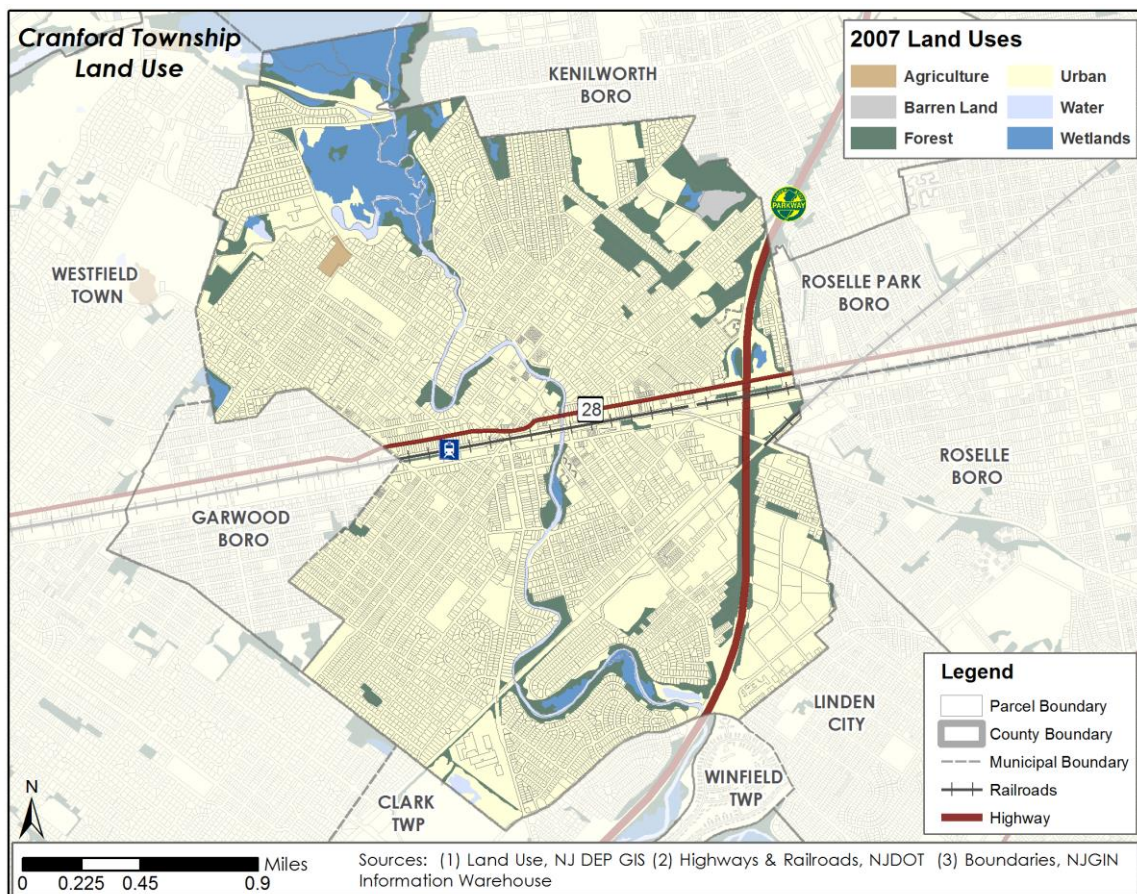 Cranford Township
Land Use
2007 Land Uses
Agriculture
Urban
Barren Land
Water
Forest
Wetlands
KENILWORTH
BORO
PARKWAY
WESTFIELD
TOWN
ROSELLE PARK
BORO
28
ROSELLE
BORO
GARWOOD
BORO
LINDEN
CITY
WINFIELD
TWP
CLARK
TWP
Legend
Parcel Boundary
County Boundary
Municipal Boundary
Railroads
Highway
N
Miles
0 0.225 0.45 0.9
Sources: (1) Land Use, NJ DEP GIS (2) Highways & Railroads, NJDOT (3) Boundaries, NJGIN
Information Warehouse